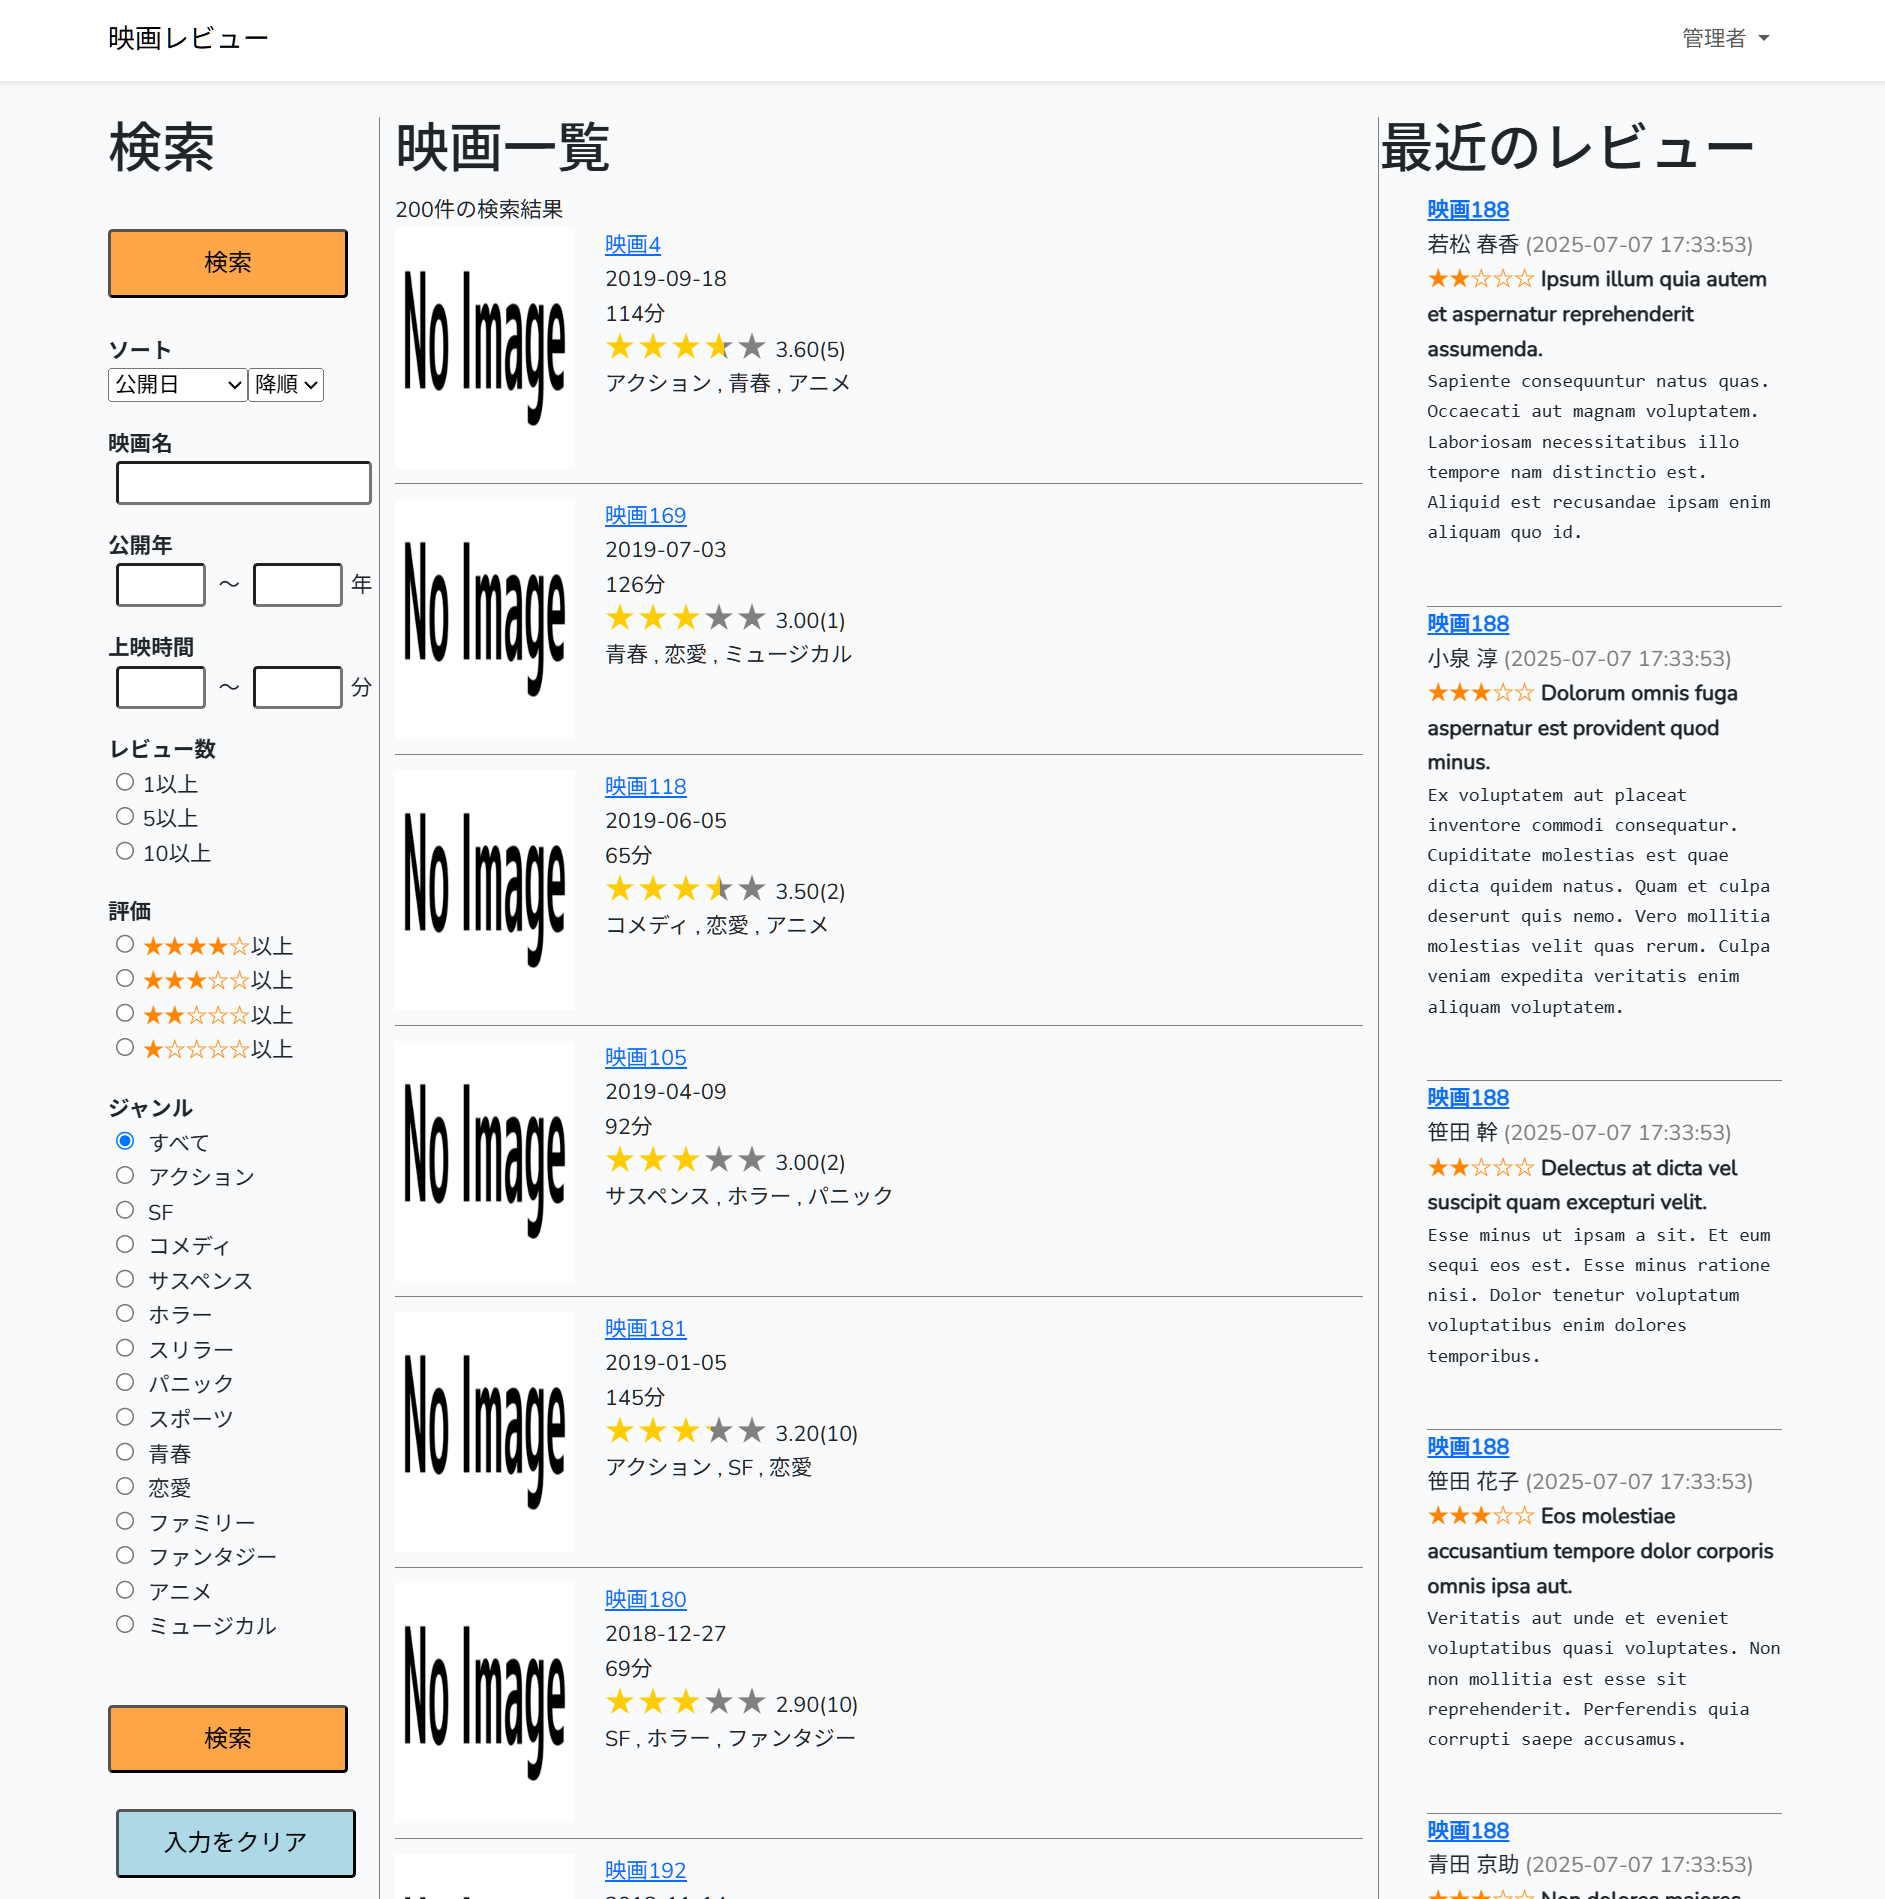 映画レビュー
管理者
検索
検索
ソート
公開日 降順
映画名
公開年
～ 年
上映時間
～ 分
レビュー数
1以上
5以上
10以上
評価
★★★★☆以上
★★★☆☆以上
★★☆☆☆以上
★☆☆☆☆以上
ジャンル
すべて
アクション
SF
コメディ
サスペンス
ホラー
スリラー
パニック
スポーツ
青春
恋愛
ファミリー
ファンタジー
アニメ
ミュージカル
検索
入力をクリア
映画一覧
200件の検索結果
No Image
映画4
2019-09-18
114分
★★★★★ 3.60(5)
アクション , 青春 , アニメ
No Image
映画169
2019-07-03
126分
★★★★★ 3.00(1)
青春 , 恋愛 , ミュージカル
No Image
映画118
2019-06-05
65分
★★★★★ 3.50(2)
コメディ , 恋愛 , アニメ
No Image
映画105
2019-04-09
92分
★★★★★ 3.00(2)
サスペンス , ホラー , パニック
No Image
映画181
2019-01-05
145分
★★★★★ 3.20(10)
アクション , SF , 恋愛
No Image
映画180
2018-12-27
69分
★★★★★ 2.90(10)
SF , ホラー , ファンタジー
映画192
最近のレビュー
映画188
若松 春香 (2025-07-07 17:33:53)
★★☆☆☆ Ipsum illum quia autem
et aspernatur reprehenderit
assumenda.
Sapiente consequuntur natus quas.
Occaecati aut magnam voluptatem.
Laboriosam necessitatibus illo
tempore nam distinctio est.
Aliquid est recusandae ipsam enim
aliquam quo id.
映画188
小泉 淳 (2025-07-07 17:33:53)
★★★☆☆ Dolorum omnis fuga
aspernatur est provident quod
minus.
Ex voluptatem aut placeat
inventore commodi consequatur.
Cupiditate molestias est quae
dicta quidem natus. Quam et culpa
deserunt quis nemo. Vero mollitia
molestias velit quas rerum. Culpa
veniam expedita veritatis enim
aliquam voluptatem.
映画188
笹田 幹 (2025-07-07 17:33:53)
★★☆☆☆ Delectus at dicta vel
suscipit quam excepturi velit.
Esse minus ut ipsam a sit. Et eum
sequi eos est. Esse minus ratione
nisi. Dolor tenetur voluptatum
voluptatibus enim dolores
temporibus.
映画188
笹田 花子 (2025-07-07 17:33:53)
★★★☆☆ Eos molestiae
accusantium tempore dolor corporis
omnis ipsa aut.
Veritatis aut unde et eveniet
voluptatibus quasi voluptates. Non
non mollitia est esse sit
reprehenderit. Perferendis quia
corrupti saepe accusamus.
映画188
青田 京助 (2025-07-07 17:33:53)